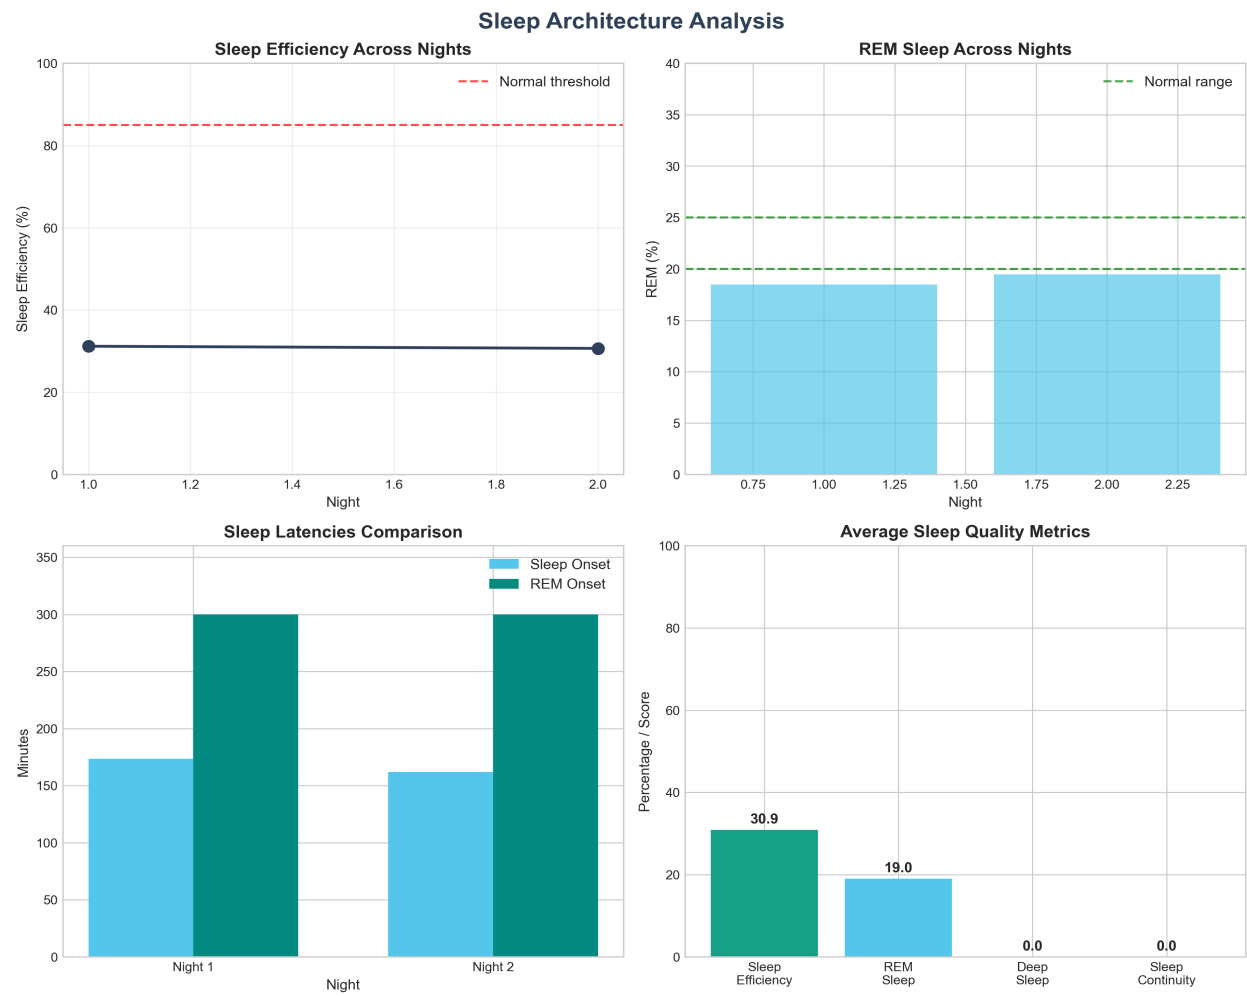 Sleep Architecture Analysis
Sleep Efficiency Across Nights
Normal threshold
Sleep Efficiency (%)
100
80
60
40
20
0
1.0 1.2 1.4 1.6 1.8 2.0
Night
REM Sleep Across Nights
Normal range
REM (%)
40
35
30
25
20
15
10
5
0
0.75 1.00 1.25 1.50 1.75 2.00 2.25
Night
Sleep Latencies Comparison
Sleep Onset
REM Onset
Minutes
350
300
250
200
150
100
50
0
Night 1 Night 2
Night
Average Sleep Quality Metrics
Percentage / Score
100
80
60
40
20
0
30.9
19.0
0.0
0.0
Sleep
Efficiency
REM
Sleep
Deep
Sleep
Sleep
Continuity